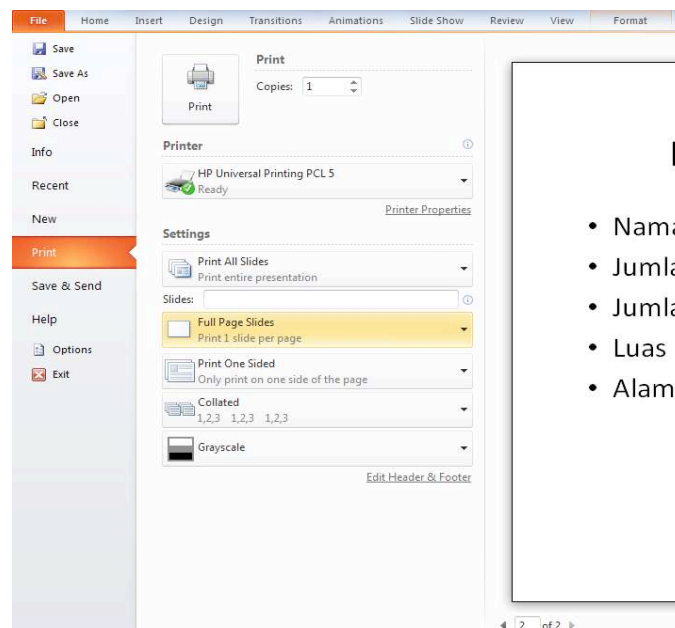 File Home Insert Design Transitions Animations Slide Show Review View Format
Save
Save As
Open
Close
Info
Recent
New
Print
Save & Send
Help
Options
Exit
Print
Print
Copies: 1
Printer
HP Universal Printing PCL 5
Ready
Printer Properties
Settings
Print All Slides
Print entire presentation
Slides:
Full Page Slides
Print 1 slide per page
Print One Sided
Only print on one side of the page
Collated
1,2,3 1,2,3 1,2,3
Grayscale
Edit Header & Footer
• Nama
• Jumla
• Jumla
• Luas
• Alam
2 of 2